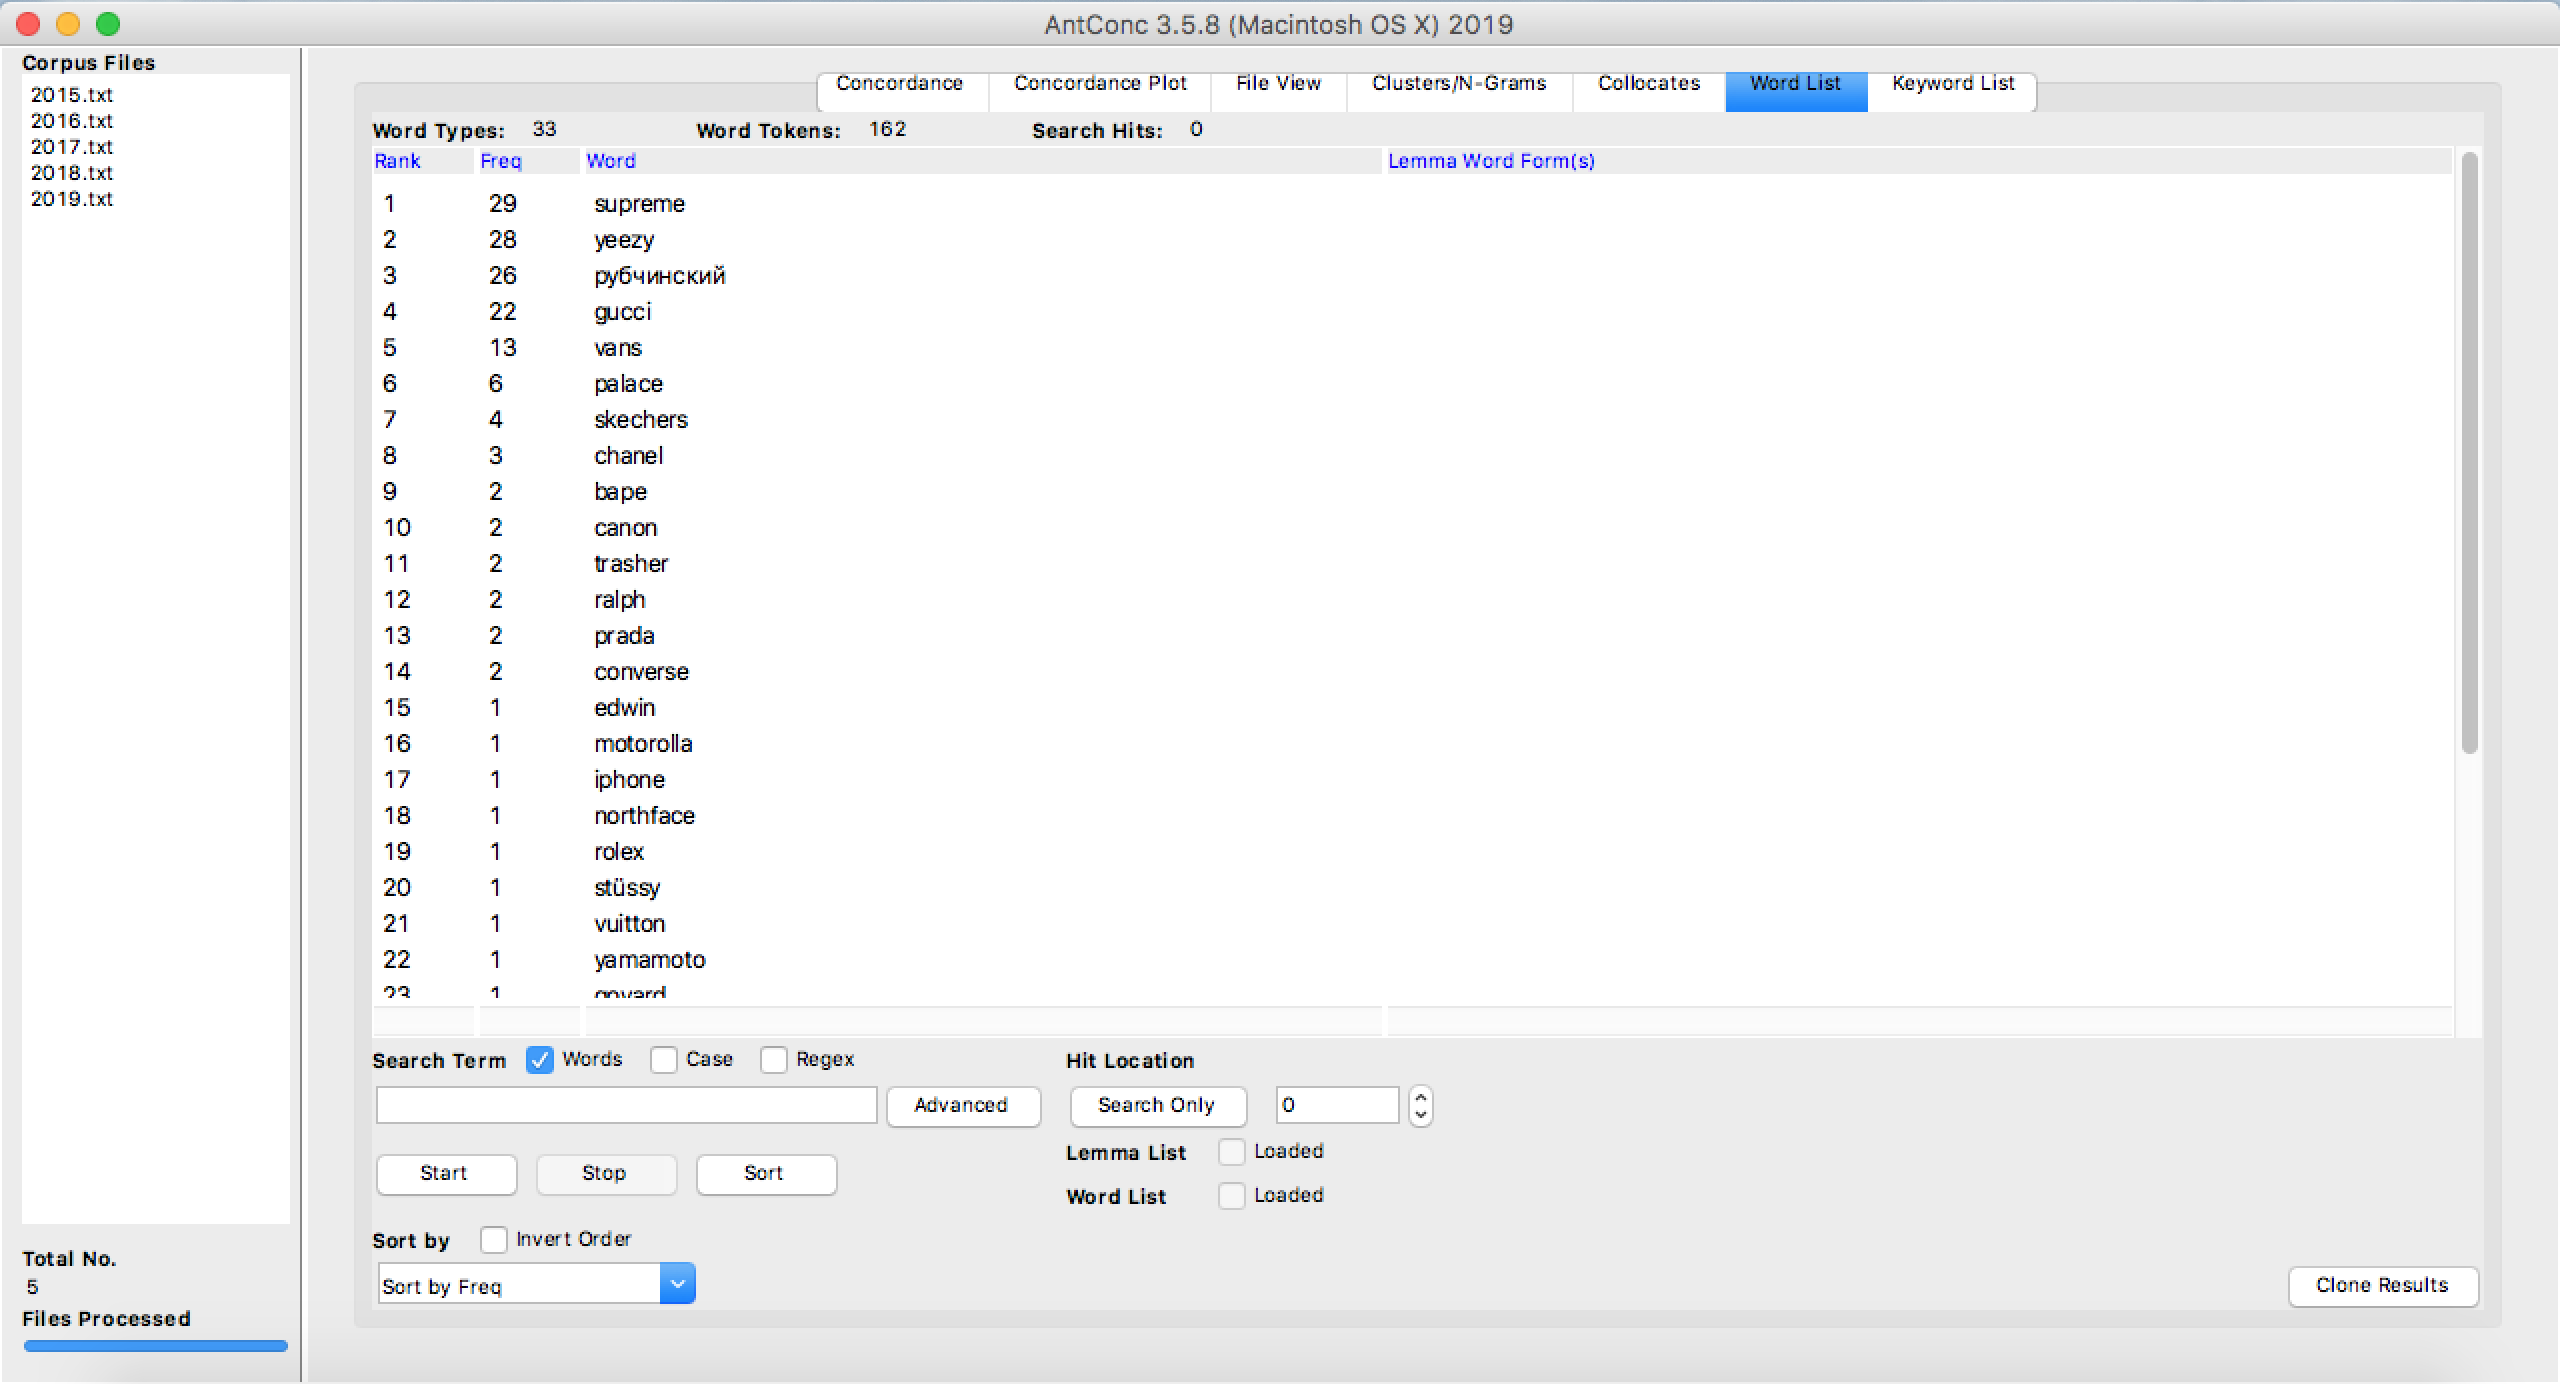 AntConc 3.5.8 (Macintosh OS X) 2019
Corpus Files
2015.txt
2016.txt
2017.txt
2018.txt
2019.txt
Total No.
5
Files Processed
Concordance Concordance Plot File View Clusters/N-Grams Collocates Word List Keyword List
Word Types: 33 Word Tokens: 162 Search Hits: 0
Rank Freq Word Lemma Word Form(s)
1 29 supreme
2 28 yeezy
3 26 рубчинский
4 22 gucci
5 13 vans
6 6 palace
7 4 skechers
8 3 chanel
9 2 bape
10 2 canon
11 2 trasher
12 2 ralph
13 2 prada
14 2 converse
15 1 edwin
16 1 motorolla
17 1 iphone
18 1 northface
19 1 rolex
20 1 stüssy
21 1 vuitton
22 1 yamamoto
23 1 goyard
Search Term Words Case Regex Hit Location
Advanced Search Only 0
Start Stop Sort
Lemma List Loaded
Word List Loaded
Sort by Invert Order
Sort by Freq
Clone Results